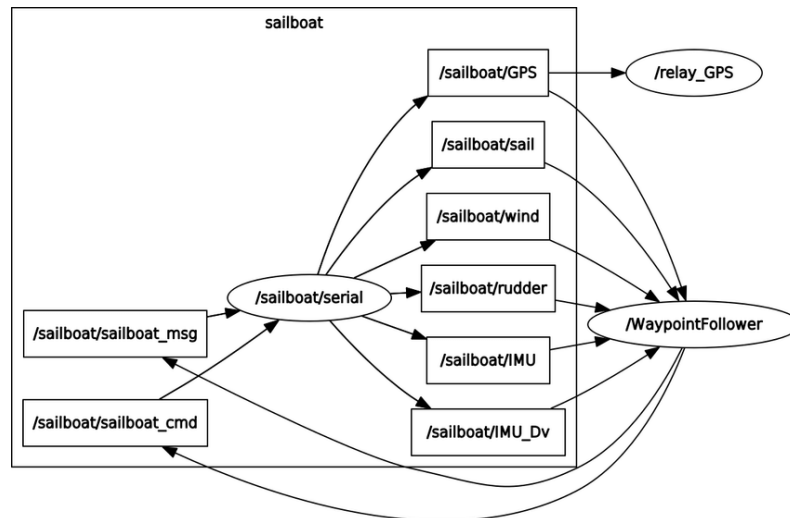 sailboat
/sailboat/GPS
/relay_GPS
/sailboat/sail
/sailboat/wind
/sailboat/serial
/sailboat/rudder
/sailboat/sailboat_msg
/WaypointFollower
/sailboat/IMU
/sailboat/sailboat_cmd
/sailboat/IMU_Dv